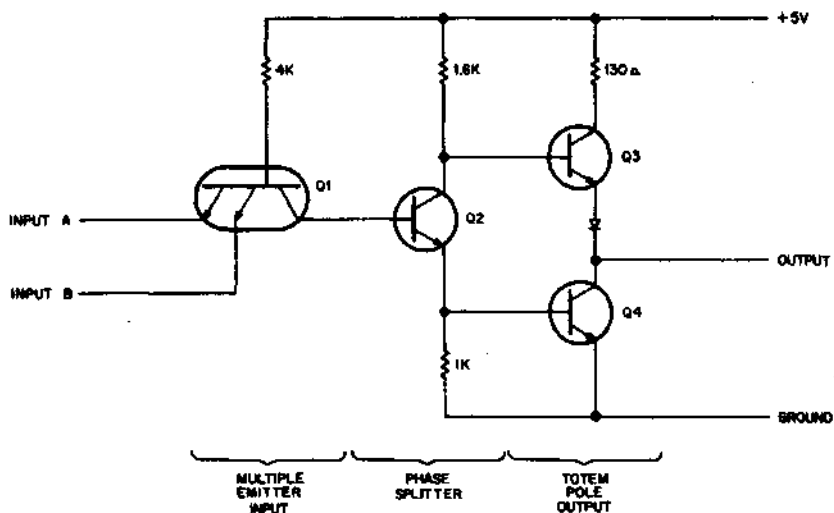 +5V
4K
1.6K
130Ω
Q1
Q3
INPUT A
Q2
OUTPUT
INPUT B
Q4
1K
GROUND
MULTIPLE
EMITTER
INPUT
PHASE
SPLITTER
TOTEM
POLE
OUTPUT